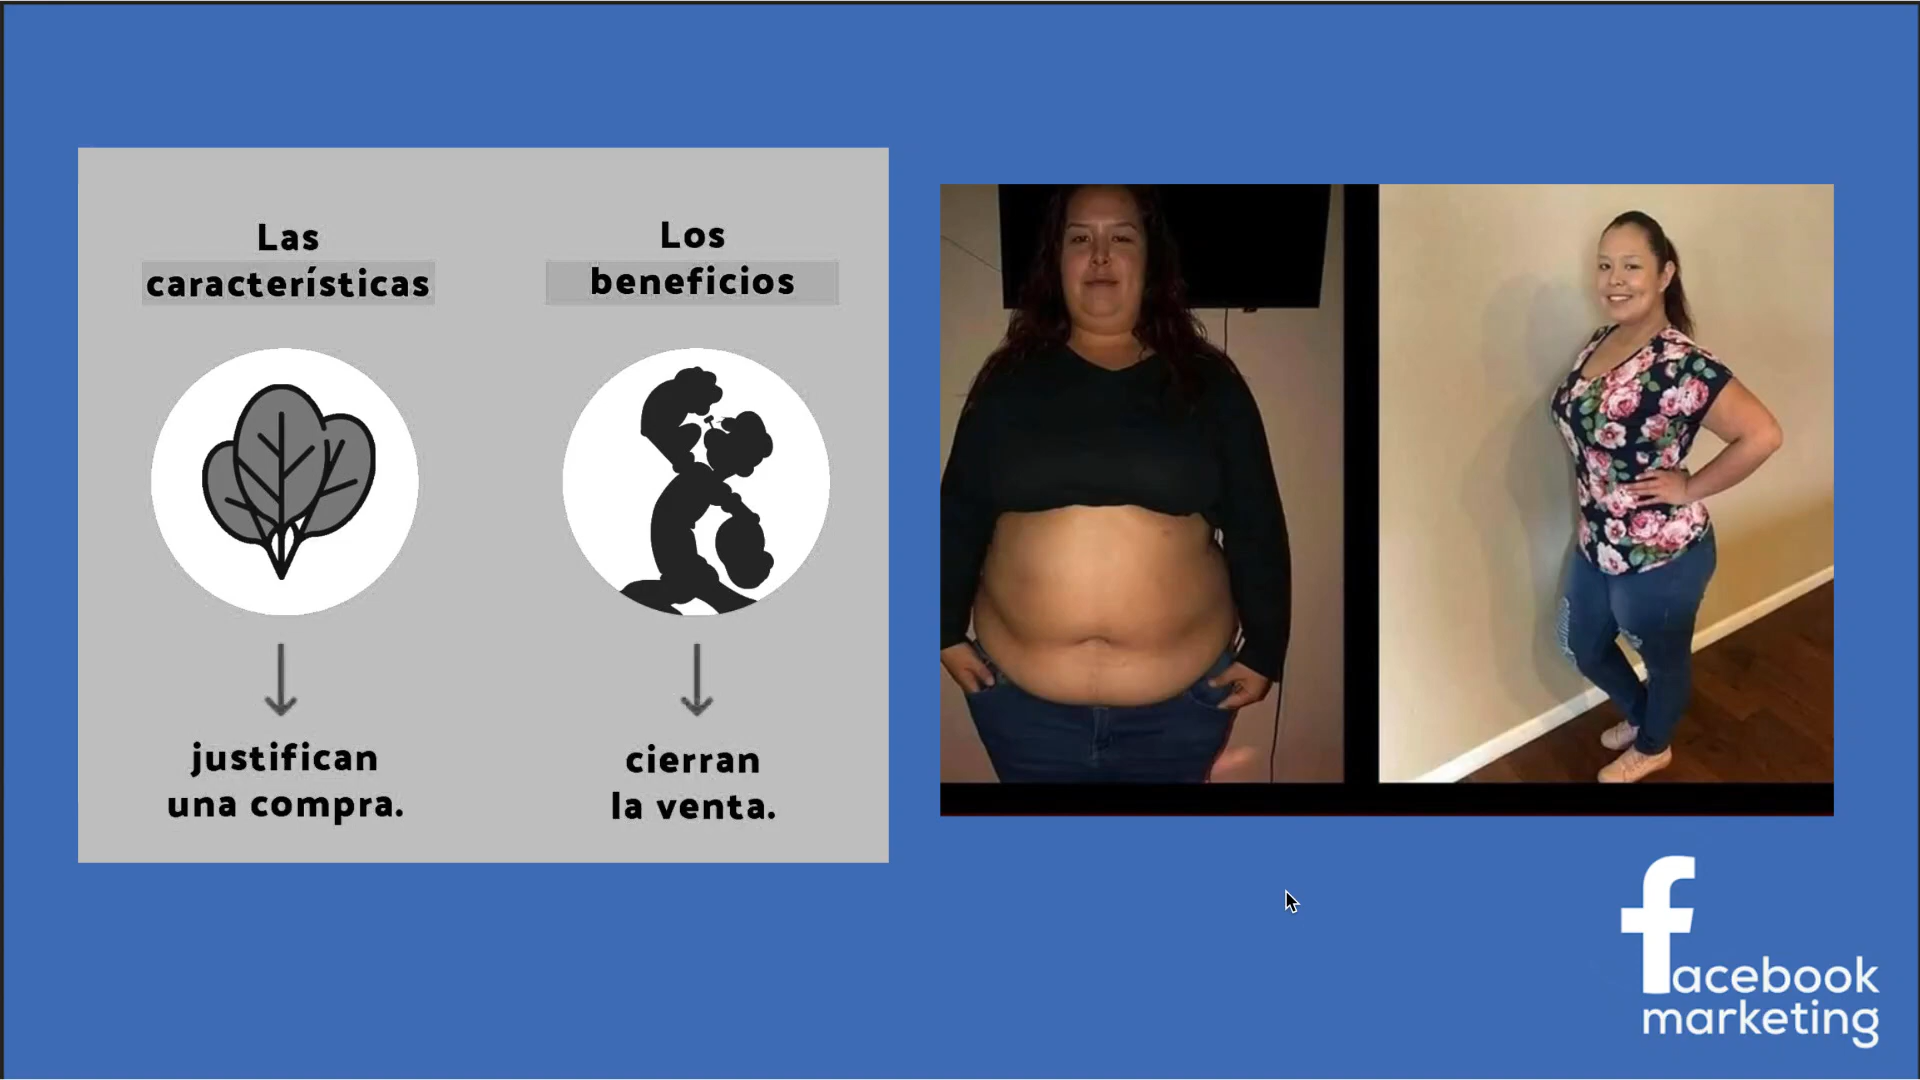 Las
características
justifican
una compra.
Los
beneficios
cierran
la venta.
facebook
marketing